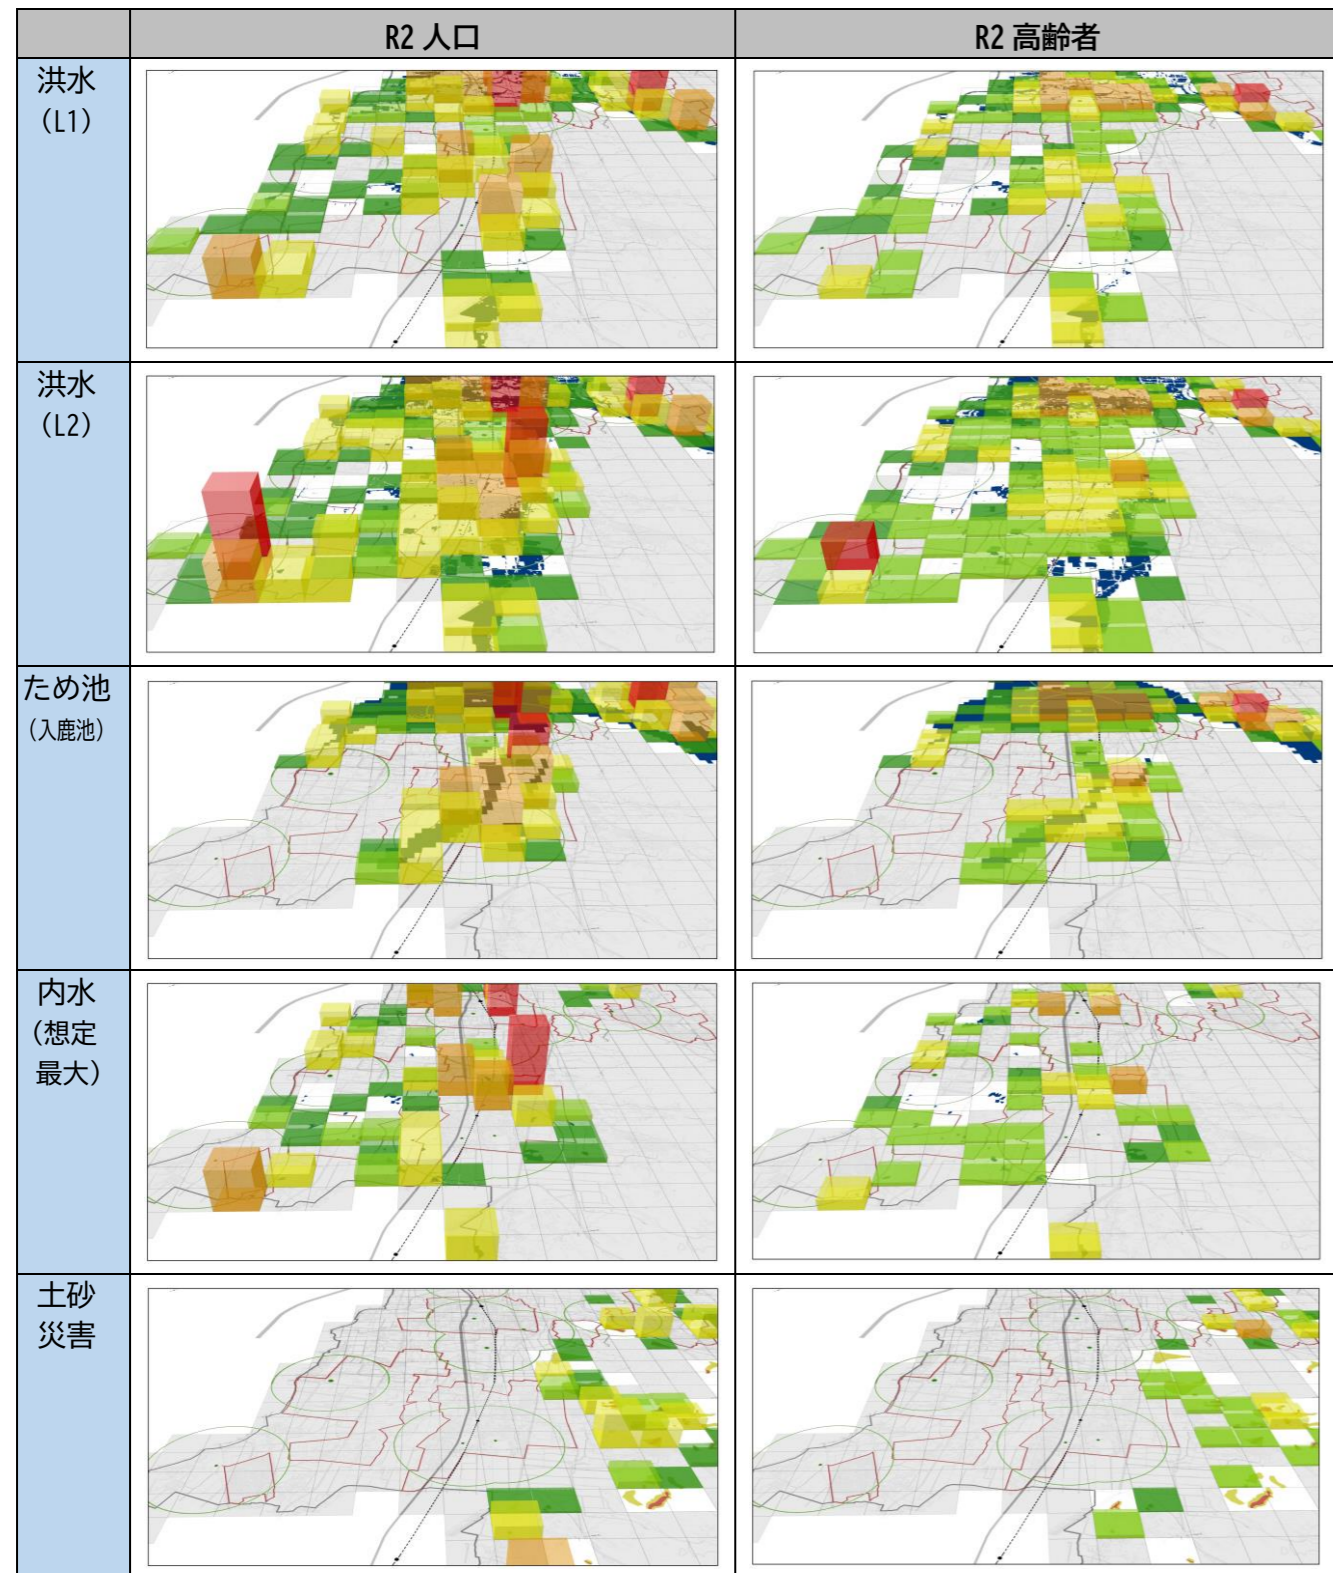 R2 人口
R2 高齢者
洪水
(L1)
洪水
(L2)
ため池
(入鹿池)
内水
(想定
最大)
土砂
災害